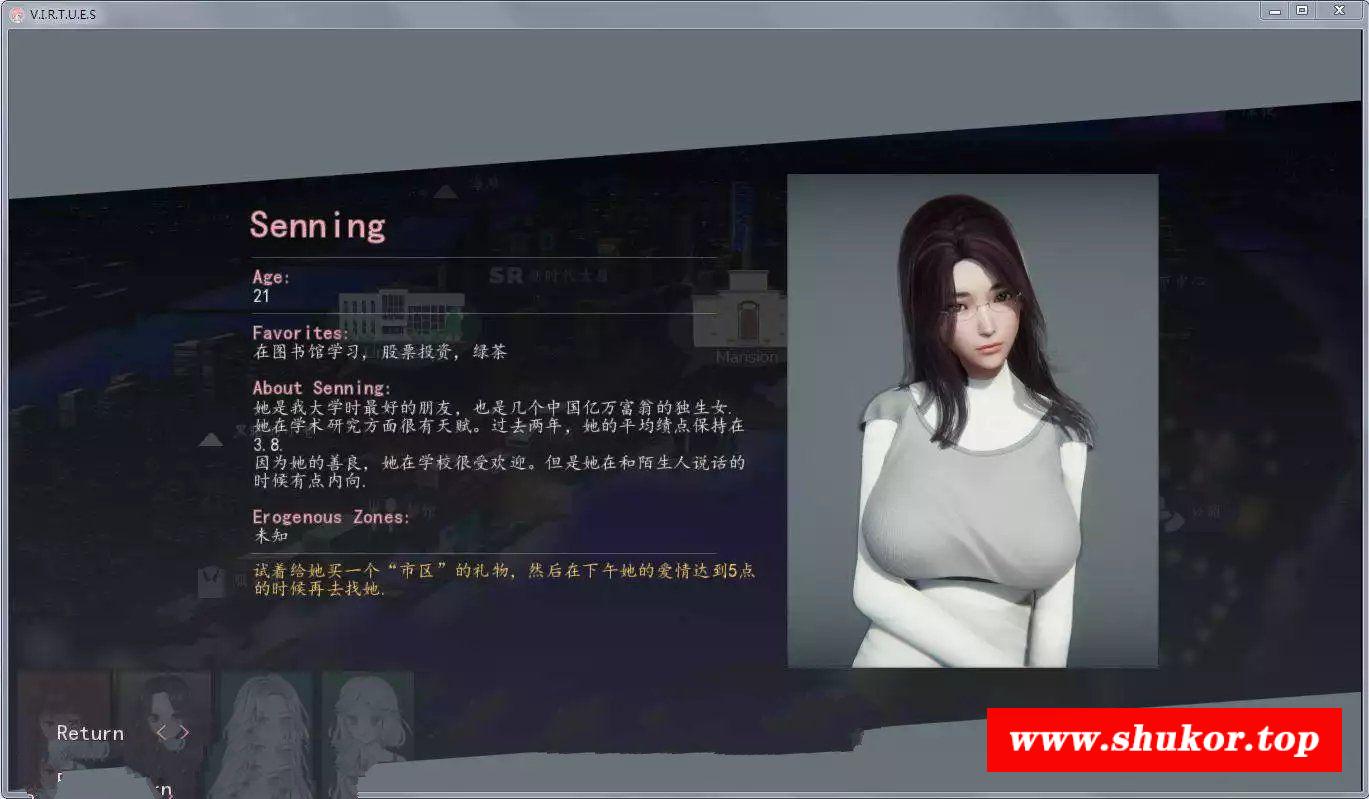 V.I.R.T.U.E.S
Senning
Age:
21
SR 新时代大厦
Favorites:
在图书馆学习, 股票投资, 绿茶
Mansion
About Senning:
她是我大学时最好的朋友, 也是几个中国亿万富翁的独生女.
她在学术研究方面很有天赋。过去两年, 她的平均绩点保持在
3.8.
因为她的善良, 她在学校很受欢迎。但是她在和陌生人说话的
时候有点内向.
Erogenous Zones:
未知
试着给她买一个“市区”的礼物, 然后在下午她的爱情达到5点
的时候再去找她.
Return < >
www.shukor.top